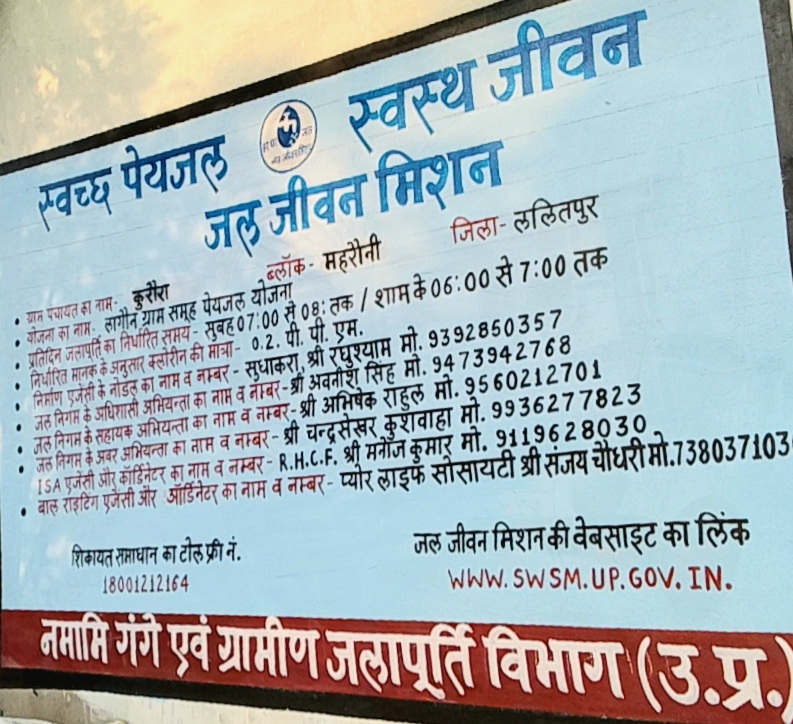 स्वच्छ पेयजल स्वस्थ जीवन
जल जीवन मिशन
ग्राम पंचायत का नाम- कुरौरा ब्लॉक- महरौनी जिला- ललितपुर
योजना का नाम- लागौन ग्राम समूह पेयजल योजना
प्रतिदिन जलापूर्ति का निर्धारित समय- सुबह 07:00 से 08: तक / शाम के 06:00 से 7:00 तक
निर्धारित मानक के अनुसार क्लोरीन की मात्रा- 0.2. पी. पी. एम.
निर्माण एजेंसी के नोडल का नाम व नम्बर- सुधाकरा, श्री रघुश्याम मो. 9392850357
जल निगम के अधिशासी अभियन्ता का नाम व नम्बर- श्री अवनीश सिंह मो. 9473942768
जल निगम के सहायक अभियन्ता का नाम व नम्बर- श्री अभिषेक राहुल मो. 9560212701
जल निगम के अवर अभियन्ता का नाम व नम्बर- श्री चन्द्रसेखर कुशवाहा मो. 9936277823
ISA एजेंसी और कॉर्डिनेटर का नाम व नम्बर- R.H.C.F. श्री मनोज कुमार मो. 9119628030
वाल राइटिंग एजेंसी और ऑर्डिनेटर का नाम व नम्बर- प्योर लाइफ सोसायटी श्री संजय चौधरी मो.738037103
शिकायत समाधान का टोल फ्री नं.
18001212164
जल जीवन मिशन की वेबसाइट का लिंक
WWW.SWSM.UP.GOV.IN.
नमामि गंगे एवं ग्रामीण जलापूर्ति विभाग (उ.प्र.)